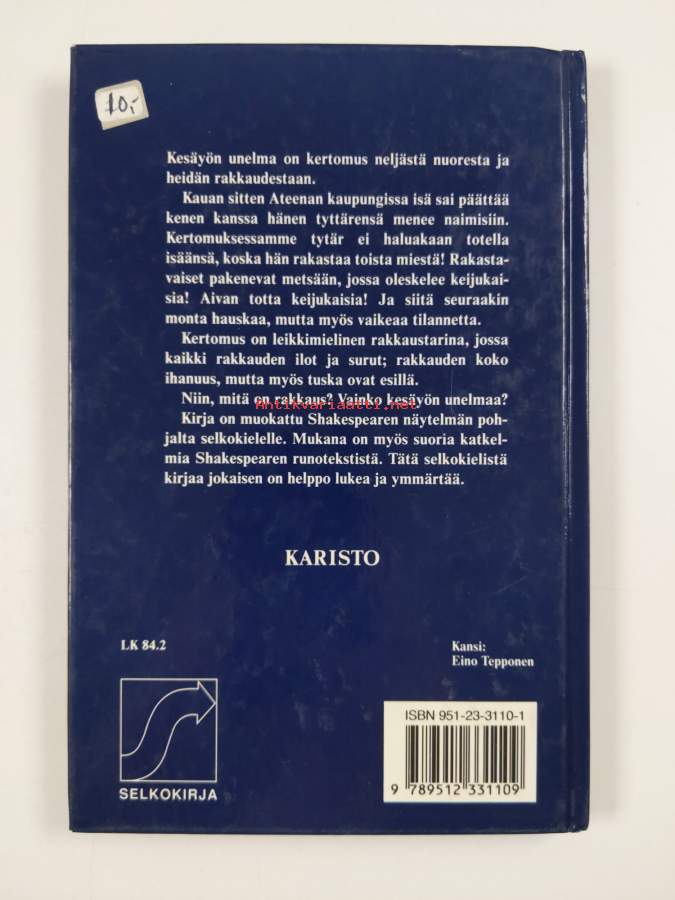 10,-
Kesäyön unelma on kertomus neljästä nuoresta ja
heidän rakkaudestaan.
Kauan sitten Ateenan kaupungissa isä sai päättää
kenen kanssa hänen tyttärensä menee naimisiin.
Kertomuksessamme tytär ei haluakaan totella
isäänsä, koska hän rakastaa toista miestä! Rakasta-
vaiset pakenevat metsään, jossa oleskelee keijukai-
sia! Aivan totta keijukaisia! Ja siitä seuraakin
monta hauskaa, mutta myös vaikeaa tilannetta.
Kertomus on leikkimielinen rakkaustarina, jossa
kaikki rakkauden ilot ja surut; rakkauden koko
ihanuus, mutta myös tuska ovat esillä.
Niin, mitä on rakkaus? Vainko kesäyön unelmaa?
Antikvariaatti.net
Kirja on muokattu Shakespearen näytelmän poh-
jalta selkokielelle. Mukana on myös suoria katkel-
mia Shakespearen runotekstistä. Tätä selkokielistä
kirjaa jokaisen on helppo lukea ja ymmärtää.
KARISTO
LK 84.2
Kansi:
Eino Tepponen
SELKOKIRJA
ISBN 951-23-3110-1
9 789512 331109